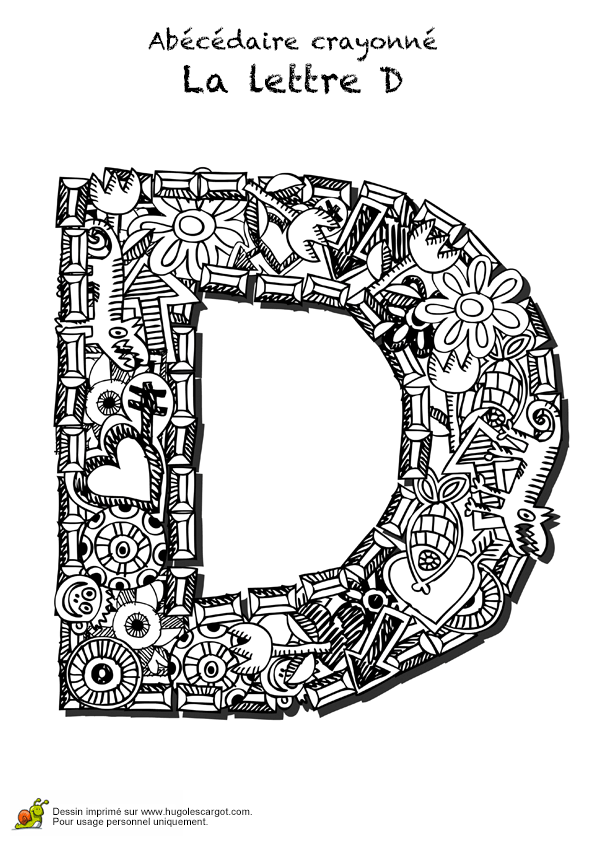 Abécédaire crayonné
La lettre D
#
Dessin imprimé sur www.hugolescargot.com.
Pour usage personnel uniquement.